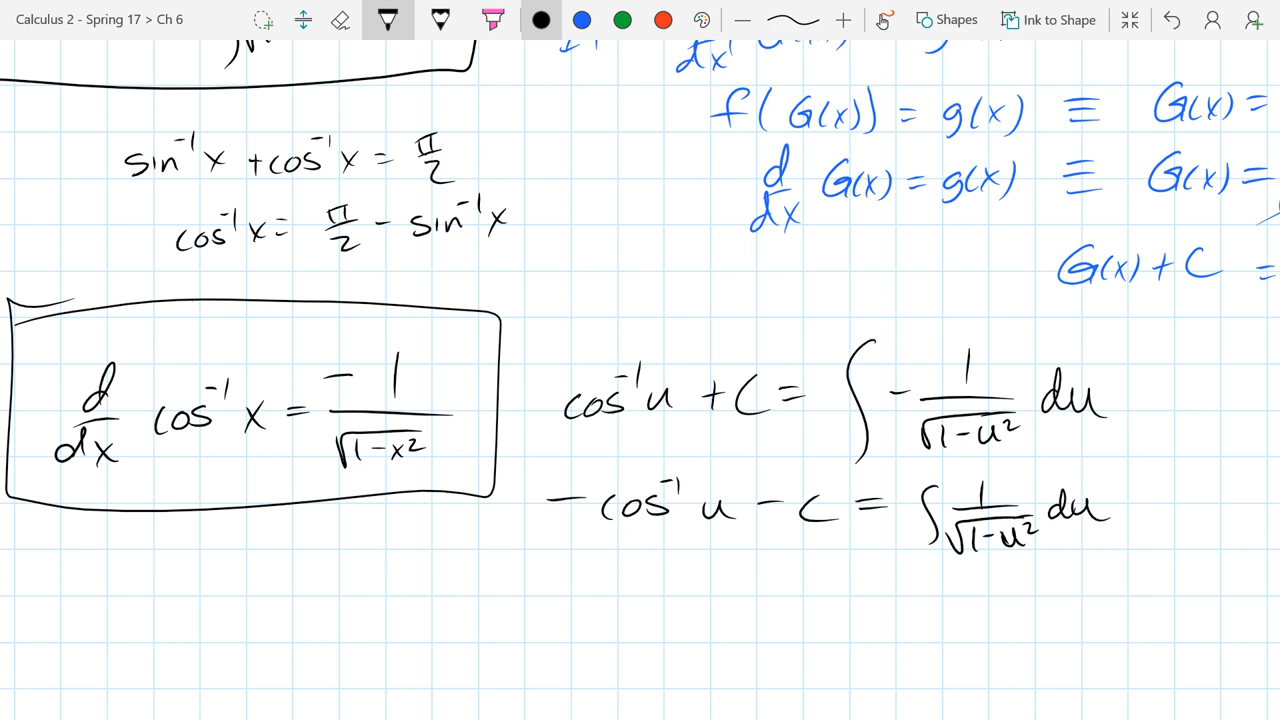 Calculus 2 - Spring 17 > Ch 6
Shapes
Ink to Shape
f(G(x)) = g(x) ≡ G(x) =
d/dx G(x) = g(x) ≡ G(x) =
G(x) + C =
sin⁻¹x + cos⁻¹x = π/2
cos⁻¹x = π/2 - sin⁻¹x
d/dx cos⁻¹x = -1/√(1-x²)
cos⁻¹u + C = ∫ - 1/√(1-u²) du
- cos⁻¹u - C = ∫ 1/√(1-u²) du